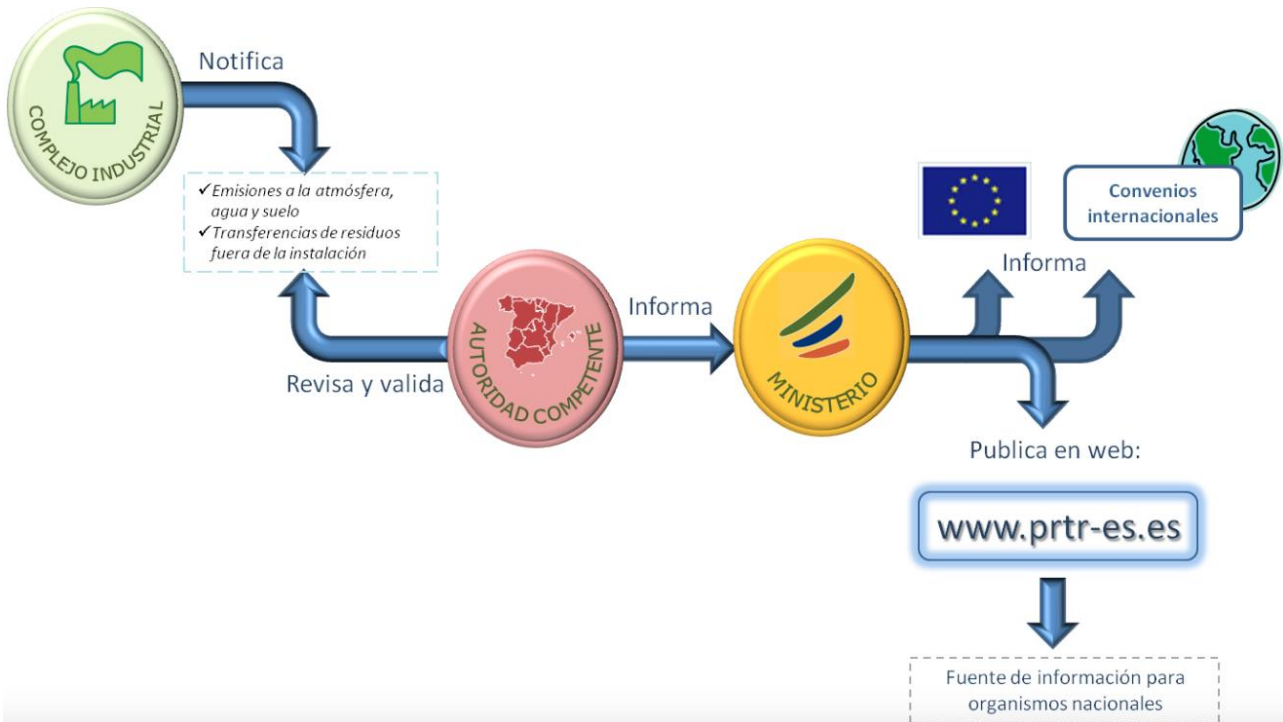 Notifica
COMPLEJO INDUSTRIAL
✓Emisiones a la atmósfera,
agua y suelo
✓Transferencias de residuos
fuera de la instalación
Revisa y valida
AUTORIDAD COMPETENTE
Informa
MINISTERIO
Convenios
internacionales
Informa
Publica en web:
www.prtr-es.es
Fuente de información para
organismos nacionales